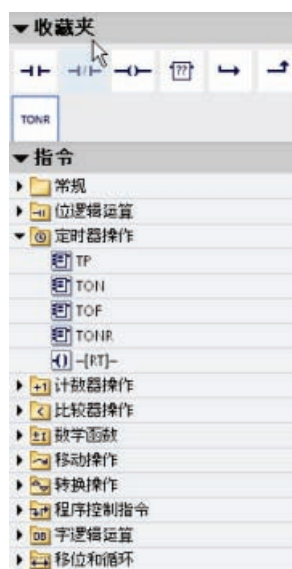 收藏夹
??
TONR
指令
常规
位逻辑运算
定时器操作
TP
TON
TOF
TONR
-[RT]-
+1 计数器操作
比较器操作
±1 数学函数
移动操作
转换操作
程序控制指令
DB 字逻辑运算
移位和循环